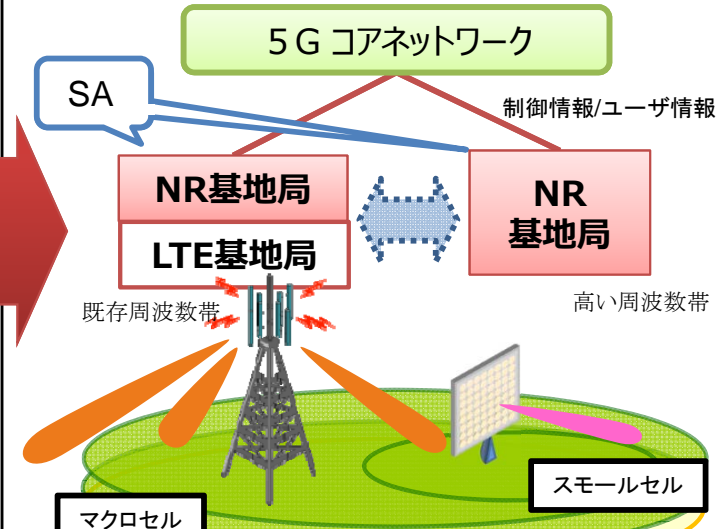 ５Ｇ コアネットワーク
SA
制御情報/ユーザ情報
NR基地局
LTE基地局
NR
基地局
既存周波数帯
高い周波数帯
スモールセル
マクロセル